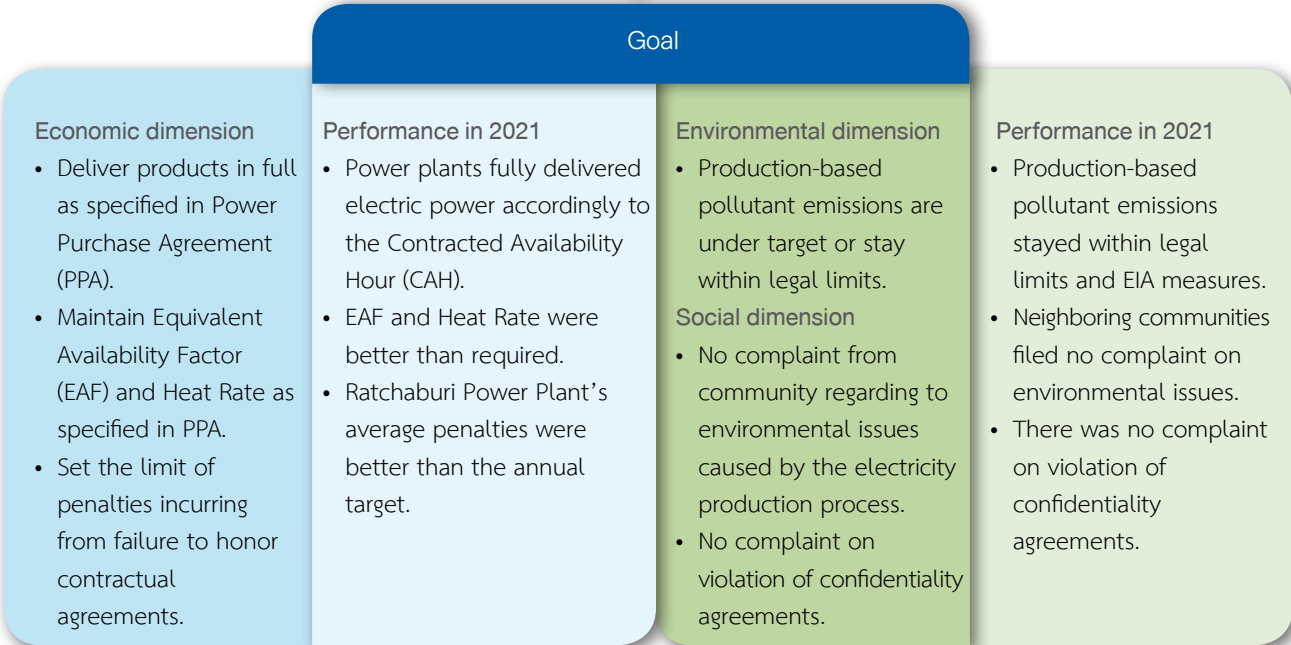 Goal
Economic dimension
• Deliver products in full
as specified in Power
Purchase Agreement
(PPA).
• Maintain Equivalent
Availability Factor
(EAF) and Heat Rate as
specified in PPA.
• Set the limit of
penalties incurring
from failure to honor
contractual
agreements.
Performance in 2021
• Power plants fully delivered
electric power accordingly to
the Contracted Availability
Hour (CAH).
• EAF and Heat Rate were
better than required.
• Ratchaburi Power Plant's
average penalties were
better than the annual
target.
Environmental dimension
• Production-based
pollutant emissions are
under target or stay
within legal limits.
Social dimension
• No complaint from
community regarding to
environmental issues
caused by the electricity
production process.
• No complaint on
violation of confidentiality
agreements.
Performance in 2021
• Production-based
pollutant emissions
stayed within legal
limits and EIA measures.
• Neighboring communities
filed no complaint on
environmental issues.
• There was no complaint
on violation of
confidentiality
agreements.